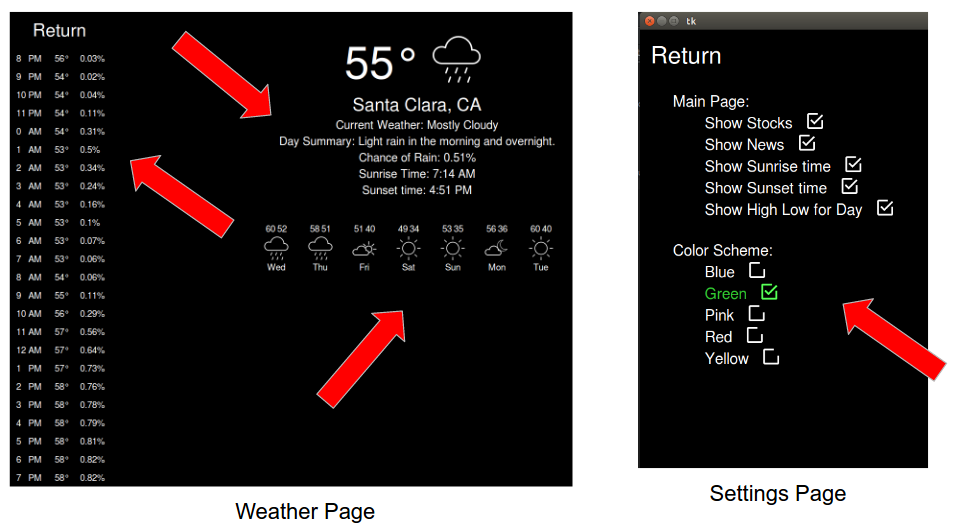 Return
8 PM 56° 0.03%
9 PM 54° 0.02%
10 PM 54° 0.04%
11 PM 54° 0.11%
0 AM 54° 0.31%
1 AM 53° 0.5%
2 AM 53° 0.34%
3 AM 53° 0.24%
4 AM 53° 0.16%
5 AM 53° 0.1%
6 AM 53° 0.07%
7 AM 53° 0.06%
8 AM 54° 0.06%
9 AM 55° 0.11%
10 AM 56° 0.29%
11 AM 57° 0.56%
12 AM 57° 0.64%
1 PM 57° 0.73%
2 PM 58° 0.76%
3 PM 58° 0.78%
4 PM 58° 0.79%
5 PM 58° 0.81%
6 PM 58° 0.82%
7 PM 58° 0.82%
55°
Santa Clara, CA
Current Weather: Mostly Cloudy
Day Summary: Light rain in the morning and overnight.
Chance of Rain: 0.51%
Sunrise Time: 7:14 AM
Sunset time: 4:51 PM
60 52 58 51 51 40 49 34 53 35 56 36 60 40
Wed Thu Fri Sat Sun Mon Tue
Weather Page
tk
Return
Main Page:
Show Stocks
Show News
Show Sunrise time
Show Sunset time
Show High Low for Day
Color Scheme:
Blue
Green
Pink
Red
Yellow
Settings Page